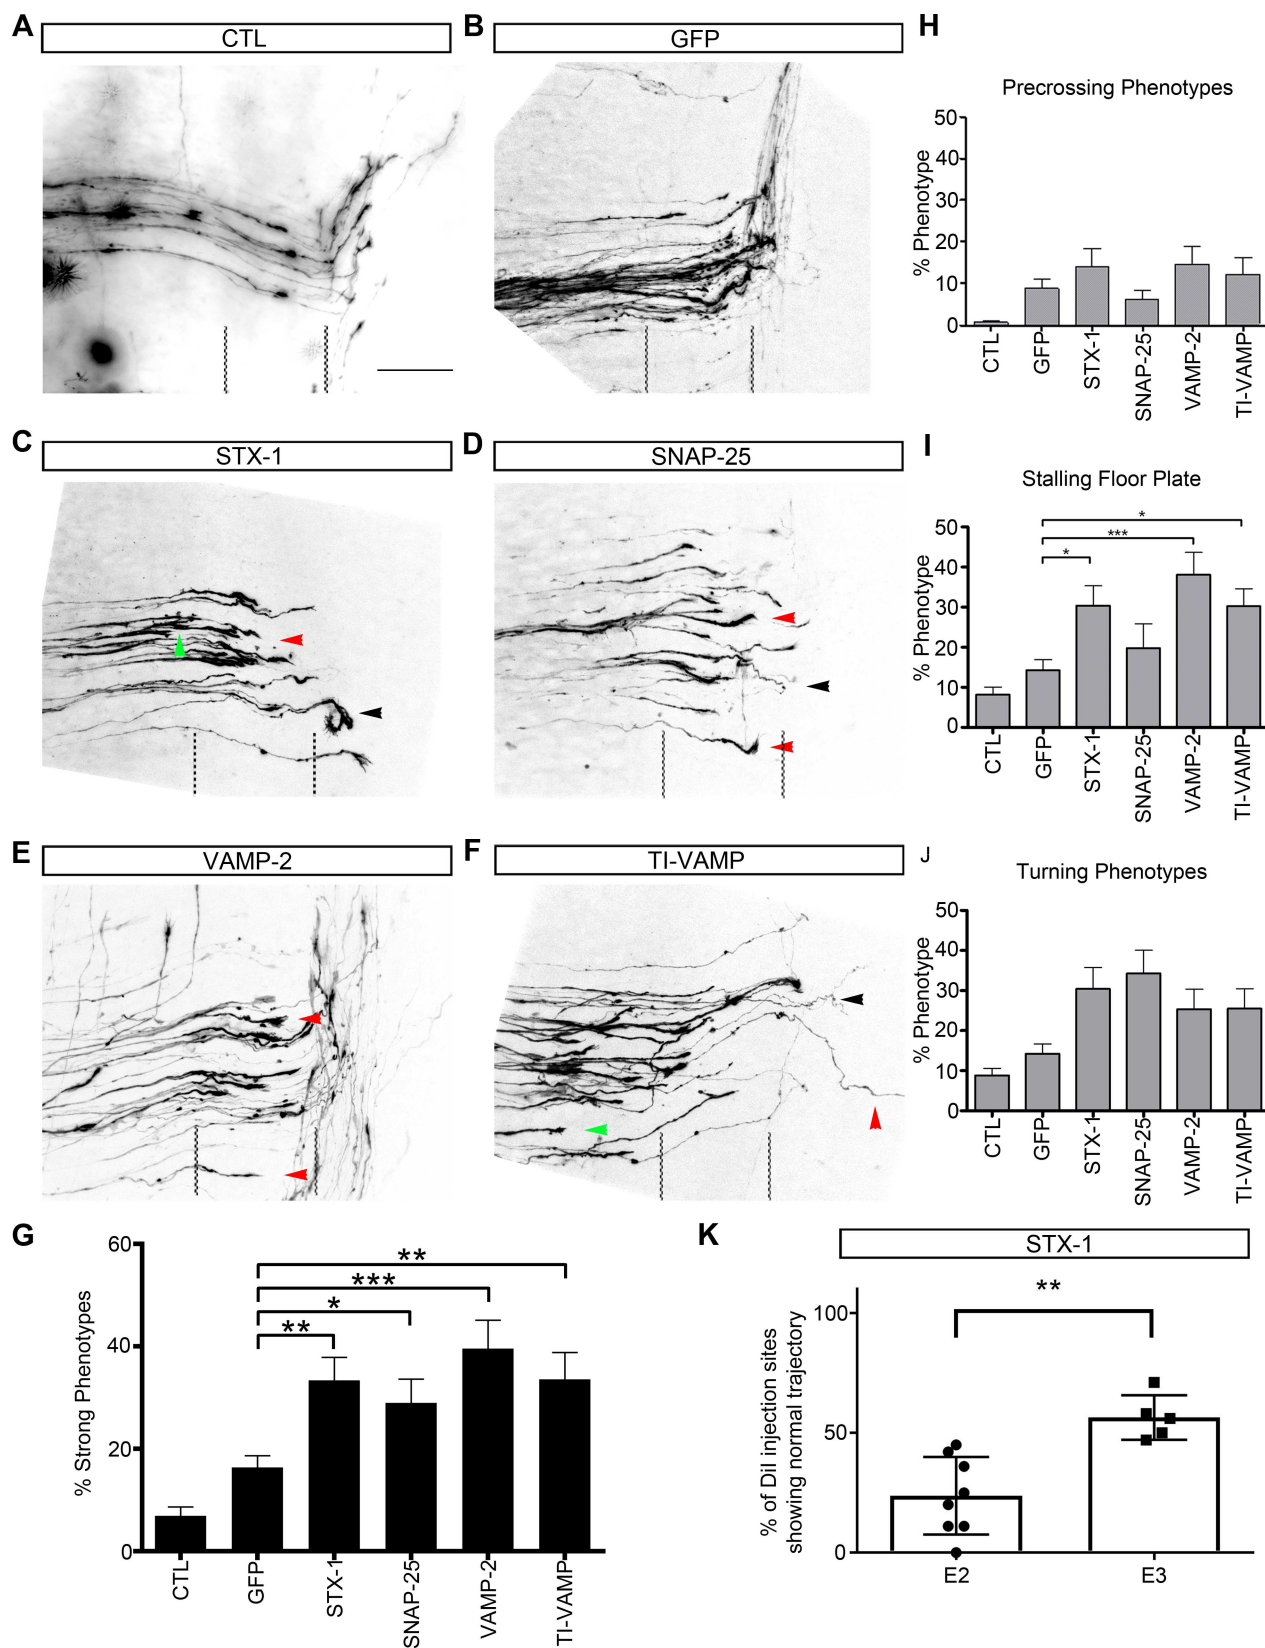 A
CTL
B
GFP
C
STX-1
D
SNAP-25
E
VAMP-2
F
TI-VAMP
G
% Strong Phenotypes
60
40
20
0
**
***
*
**
CTL
GFP
STX-1
SNAP-25
VAMP-2
TI-VAMP
H
Precrossing Phenotypes
% Phenotype
50
40
30
20
10
0
CTL
GFP
STX-1
SNAP-25
VAMP-2
TI-VAMP
I
Stalling Floor Plate
% Phenotype
50
40
30
20
10
0
*
***
*
CTL
GFP
STX-1
SNAP-25
VAMP-2
TI-VAMP
J
Turning Phenotypes
% Phenotype
50
40
30
20
10
0
CTL
GFP
STX-1
SNAP-25
VAMP-2
TI-VAMP
K
STX-1
% of DiI injection sites
showing normal trajectory
100
50
0
**
E2
E3